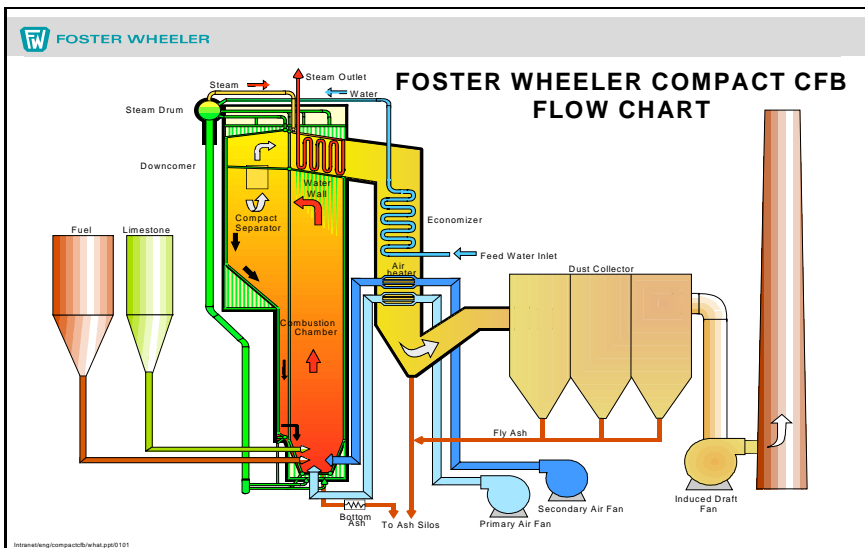 FW FOSTER WHEELER
FOSTER WHEELER COMPACT CFB
FLOW CHART
Steam
Steam Outlet
Water
Steam Drum
Downcomer
Water
Wall
Compact
Separator
Economizer
Fuel
Limestone
Feed Water Inlet
Air
heater
Dust Collector
Combustion
Chamber
Fly Ash
Bottom
Ash
To Ash Silos
Primary Air Fan
Secondary Air Fan
Induced Draft
Fan
Intranet/eng/compactcfb/what.ppt/0101